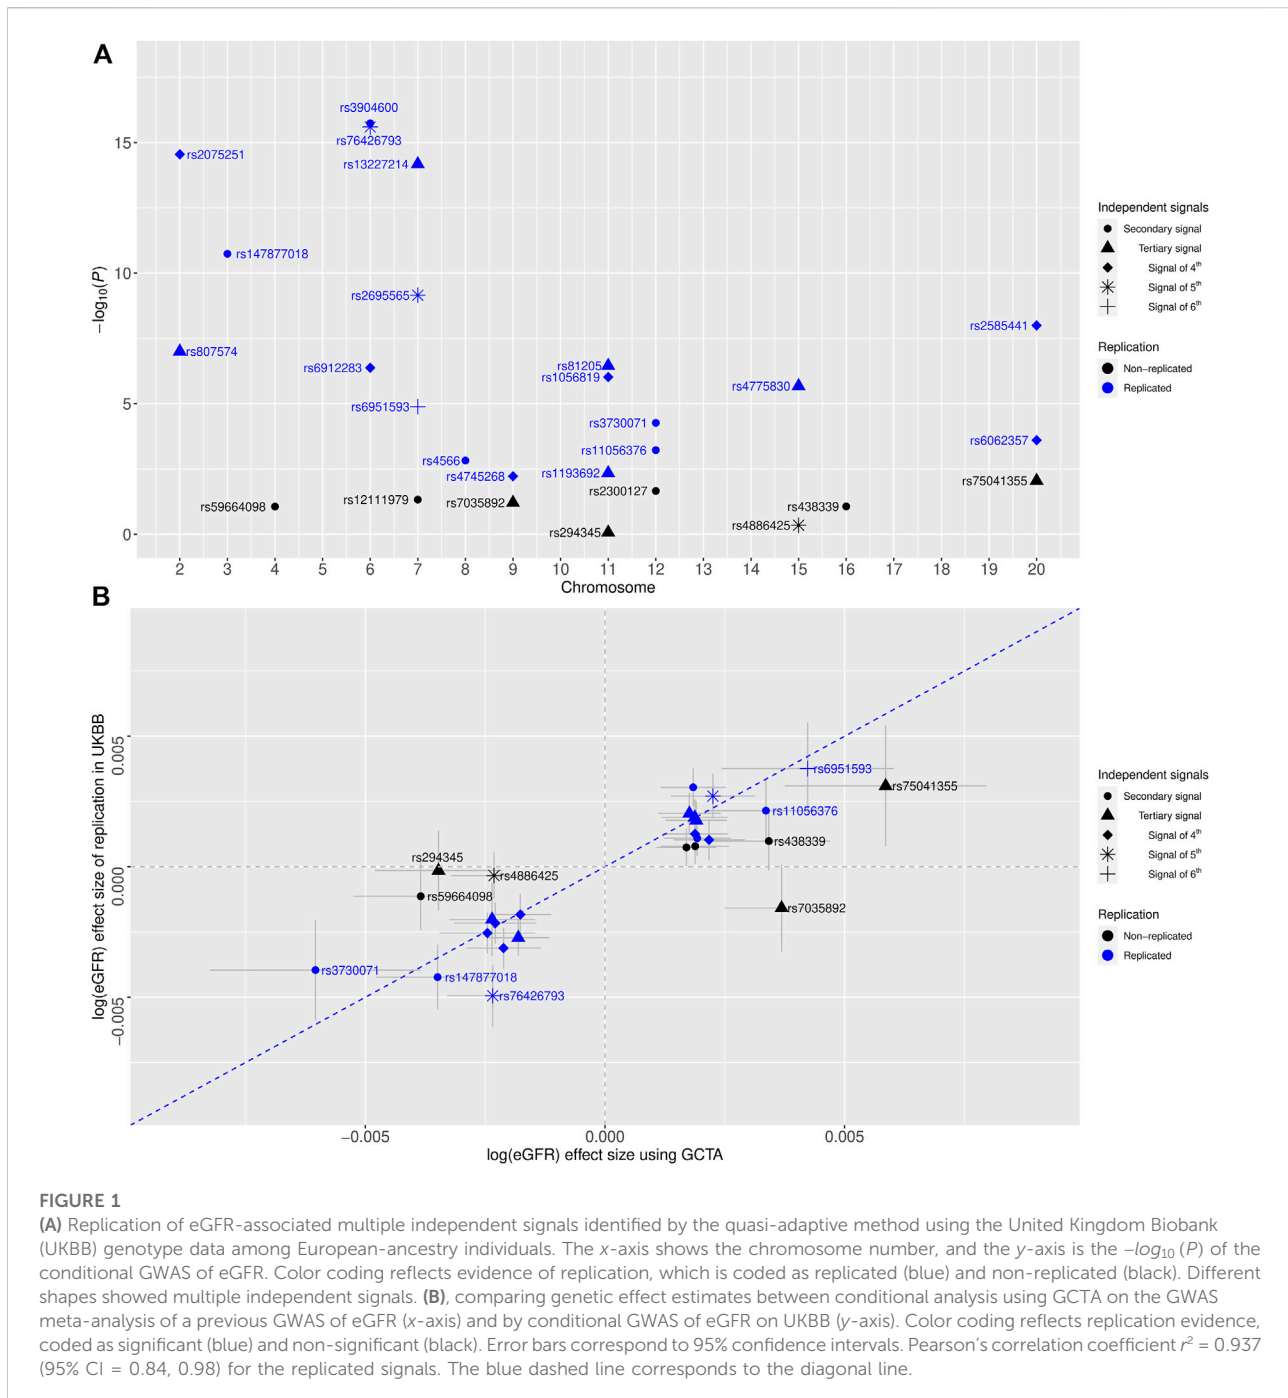 A
rs3904600
rs76426793
rs2075251
rs13227214
rs147877018
rs2695565
rs2585441
rs807574
rs6912283
rs81205
rs1056819
rs4775830
rs6951593
rs3730071
rs6062357
rs11056376
rs4566
rs4745268
rs1193692
rs75041355
rs2300127
rs12111979
rs7035892
rs59664098
rs438339
rs294345
rs4886425
15
10
5
0
−log10(P)
2 3 4 5 6 7 8 9 10 11 12 13 14 15 16 17 18 19 20
Chromosome
Independent signals
Secondary signal
Tertiary signal
Signal of 4th
Signal of 5th
Signal of 6th
Replication
Non-replicated
Replicated
B
rs6951593
rs75041355
rs11056376
rs438339
rs294345
rs4886425
rs59664098
rs7035892
rs3730071
rs147877018
rs76426793
0.005
0.000
−0.005
log(eGFR) effect size of replication in UKBB
−0.005 0.000 0.005
log(eGFR) effect size using GCTA
Independent signals
Secondary signal
Tertiary signal
Signal of 4th
Signal of 5th
Signal of 6th
Replication
Non-replicated
Replicated
FIGURE 1
(A) Replication of eGFR-associated multiple independent signals identified by the quasi-adaptive method using the United Kingdom Biobank
(UKBB) genotype data among European-ancestry individuals. The x-axis shows the chromosome number, and the y-axis is the –log10 (P) of the
conditional GWAS of eGFR. Color coding reflects evidence of replication, which is coded as replicated (blue) and non-replicated (black). Different
shapes showed multiple independent signals. (B), comparing genetic effect estimates between conditional analysis using GCTA on the GWAS
meta-analysis of a previous GWAS of eGFR (x-axis) and by conditional GWAS of eGFR on UKBB (y-axis). Color coding reflects replication evidence,
coded as significant (blue) and non-significant (black). Error bars correspond to 95% confidence intervals. Pearson's correlation coefficient r2 = 0.937
(95% CI = 0.84, 0.98) for the replicated signals. The blue dashed line corresponds to the diagonal line.